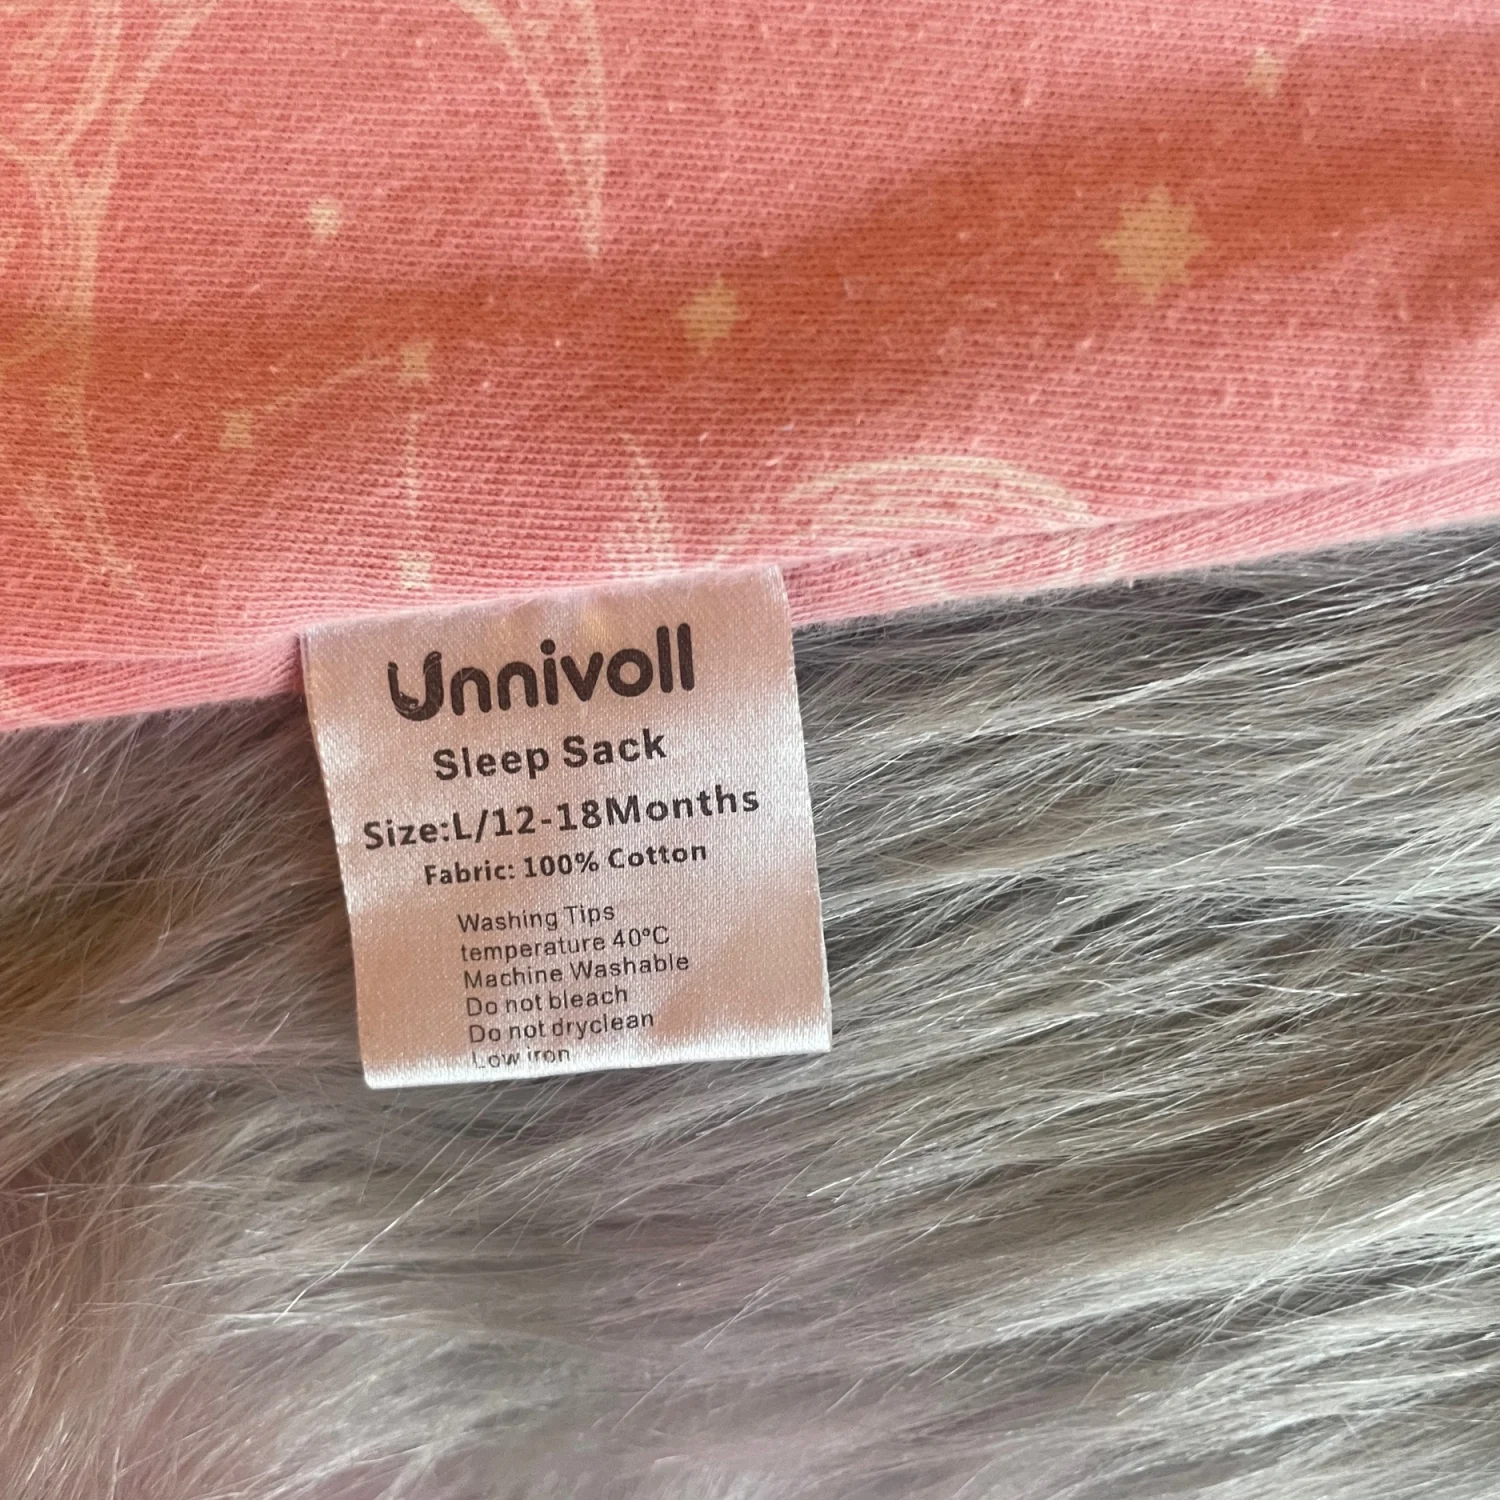 Unnivoll
Sleep Sack
Size:L/12-18Months
Fabric: 100% Cotton
Washing Tips
temperature 40°C
Machine Washable
Do not bleach
Do not dryclean
Low iron